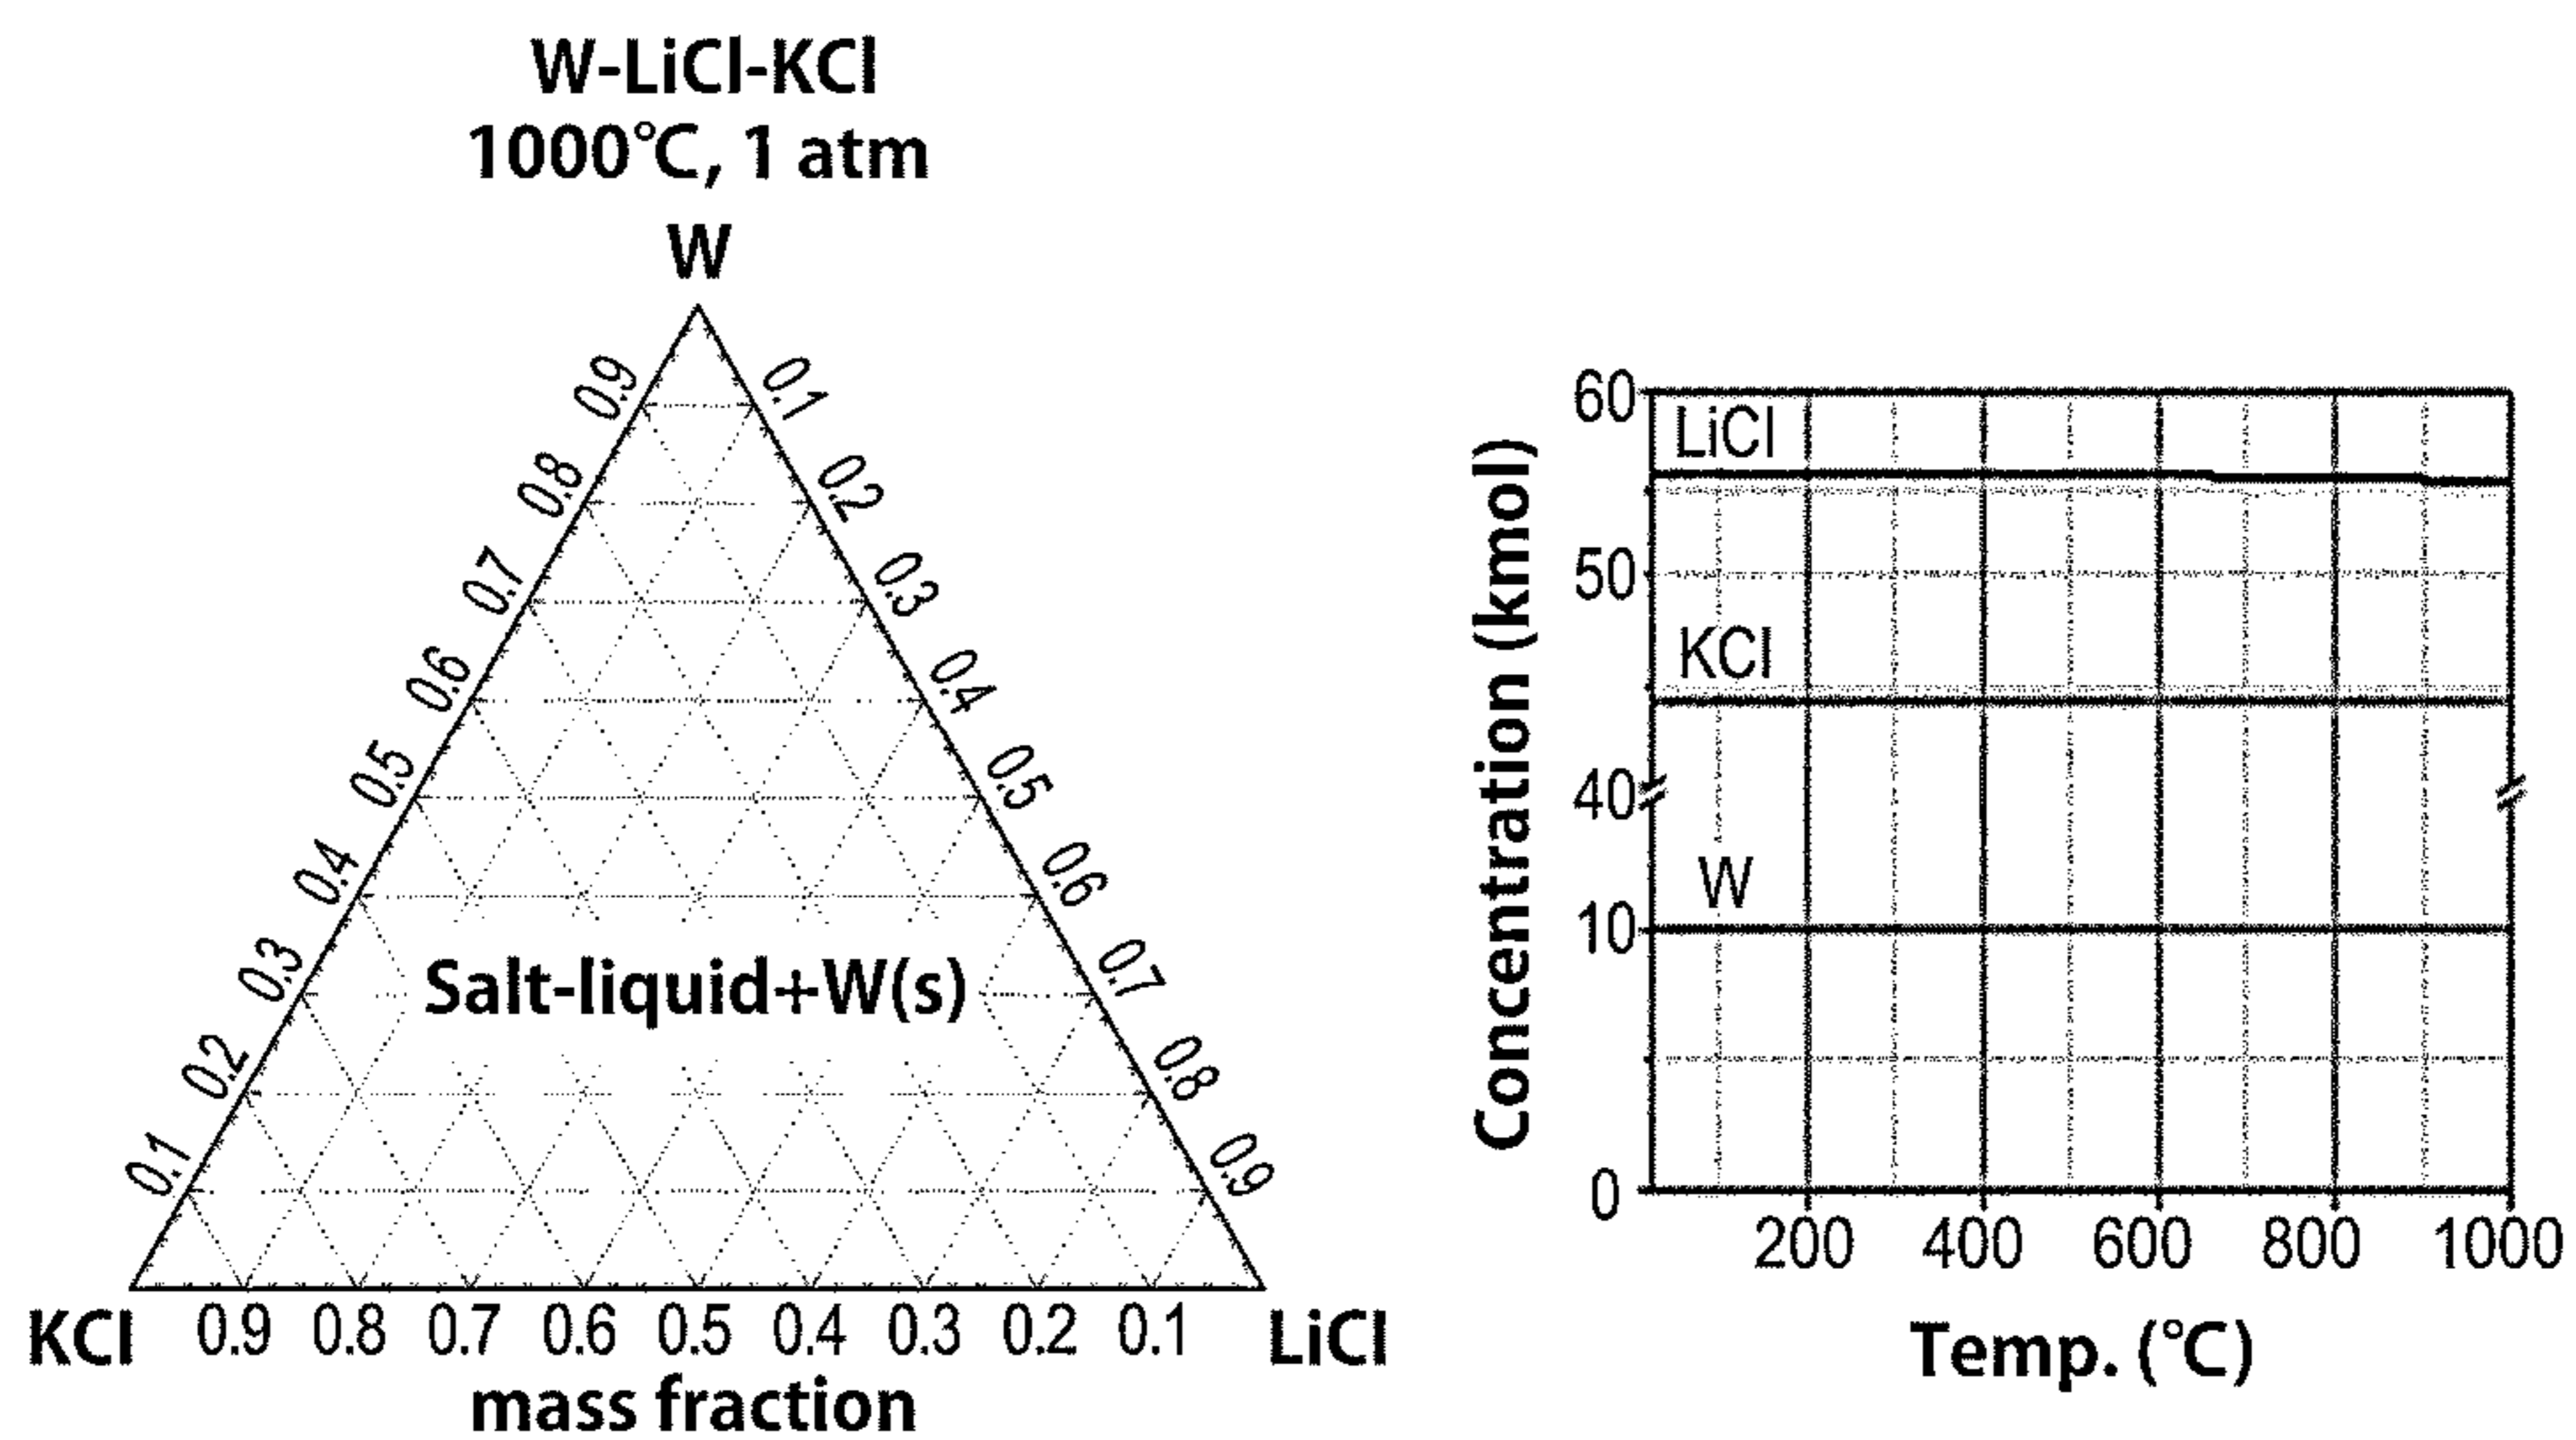 W-LiCl-KCl
1000℃, 1 atm
W
0.9
0.8
0.7
0.6
0.5
0.4
0.3
0.2
0.1
0.1
0.2
0.3
0.4
0.5
0.6
0.7
0.8
0.9
Salt-liquid+W(s)
KCl
0.9 0.8 0.7 0.6 0.5 0.4 0.3 0.2 0.1
LiCl
mass fraction
Concentration (kmol)
60
50
40
10
0
LiCl
KCl
W
200 400 600 800 1000
Temp. (℃)